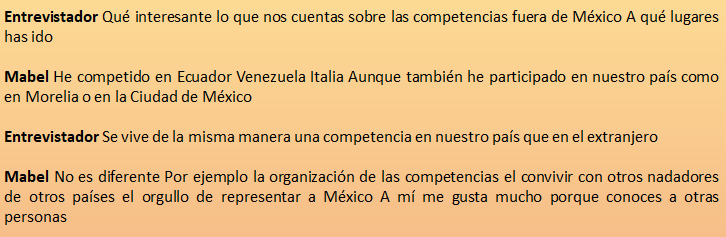 Entrevistador Qué interesante lo que nos cuentas sobre las competencias fuera de México A qué lugares
has ido
Mabel He competido en Ecuador Venezuela Italia Aunque también he participado en nuestro país como
en Morelia o en la Ciudad de México
Entrevistador Se vive de la misma manera una competencia en nuestro país que en el extranjero
Mabel No es diferente Por ejemplo la organización de las competencias el convivir con otros nadadores
de otros países el orgullo de representar a México A mí me gusta mucho porque conoces a otras
personas